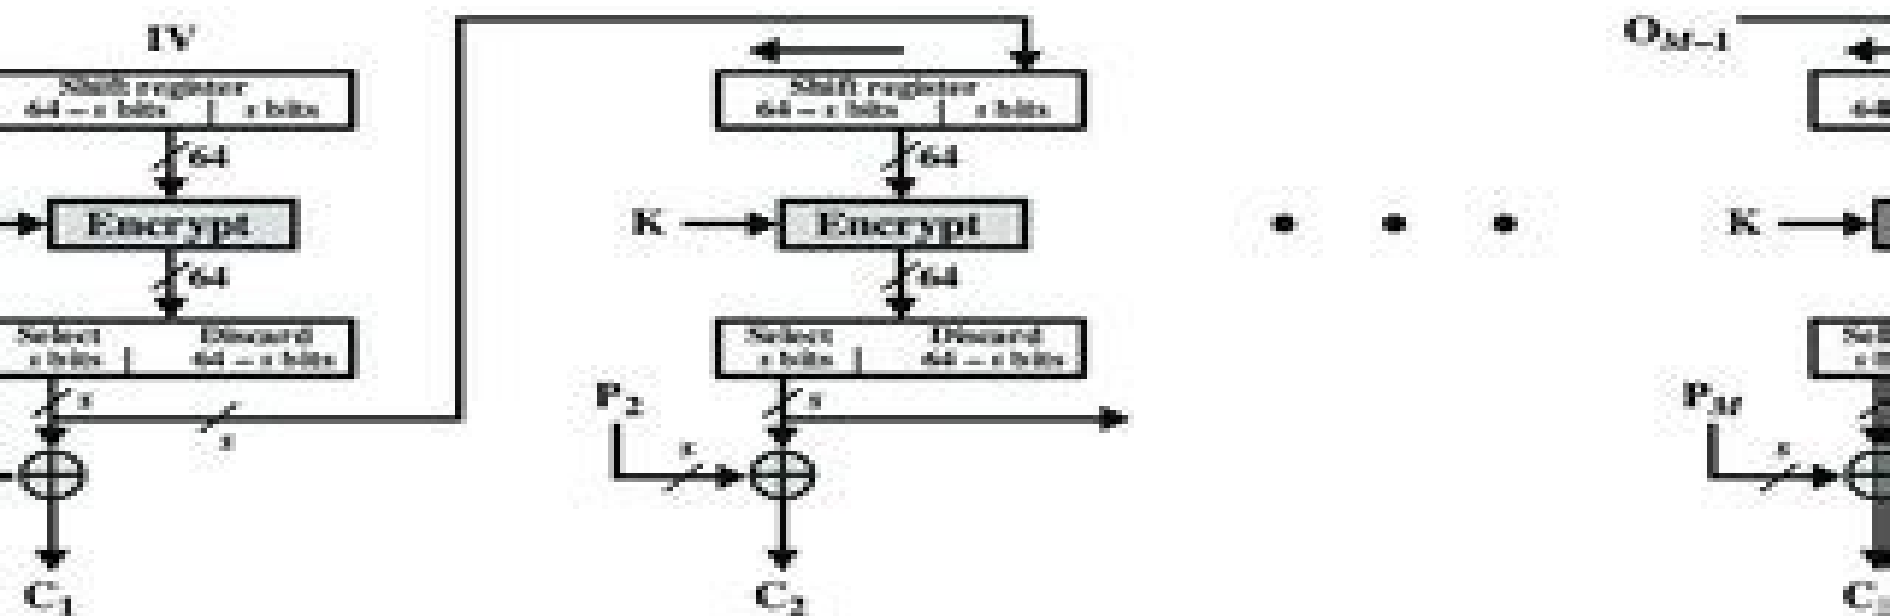 IV
Shift register
64 – s bits | s bits
64
Encrypt
64
Select Discard
s bits | 64 – s bits
s
s
C1
Shift register
64 – s bits | s bits
64
K
Encrypt
64
Select Discard
s bits | 64 – s bits
P2
s
s
C2
• • •
OM–1
64
K
PM
s
C